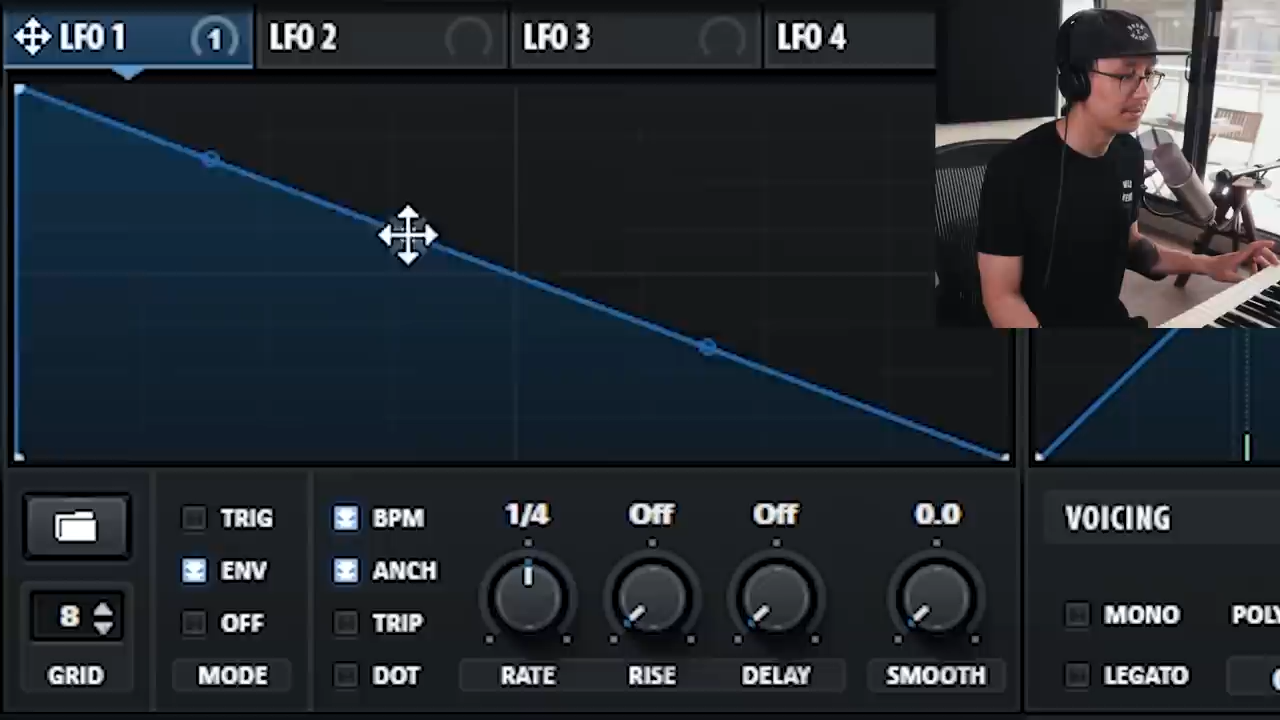 LFO 1 1 LFO 2 LFO 3 LFO 4
1/4 Off Off 0.0
TRIG BPM
VOICING
ENV ANCH
8 OFF TRIP MONO POLY
GRID MODE DOT RATE RISE DELAY SMOOTH LEGATO